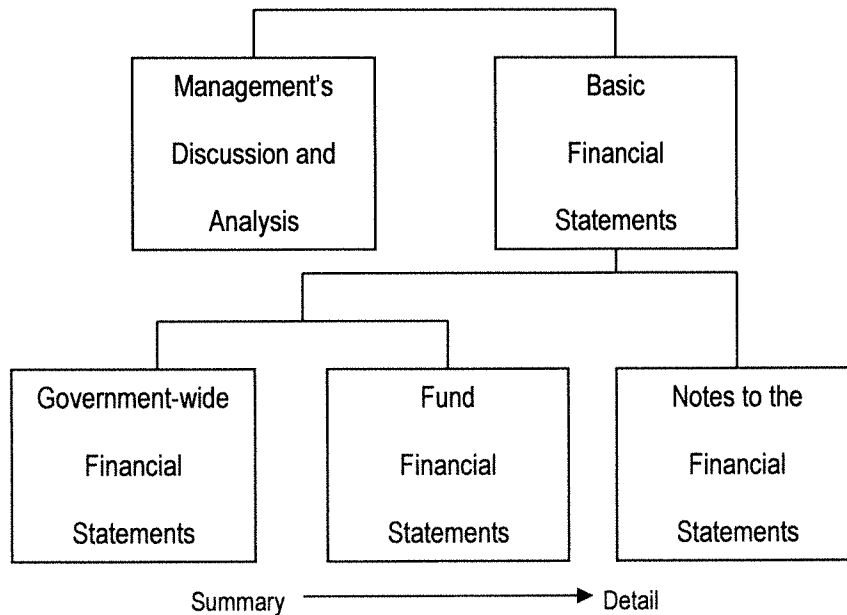 Management's
Discussion and
Analysis
Basic
Financial
Statements
Government-wide
Financial
Statements
Fund
Financial
Statements
Notes to the
Financial
Statements
Summary
Detail